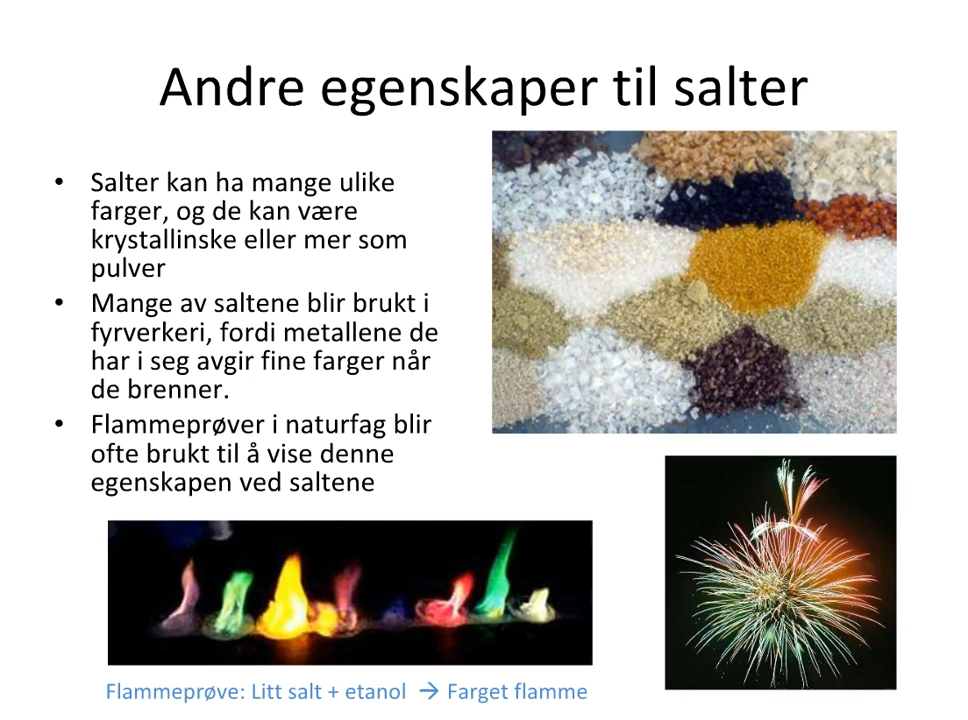 Andre egenskaper til salter
• Salter kan ha mange ulike
farger, og de kan være
krystallinske eller mer som
pulver
• Mange av saltene blir brukt i
fyrverkeri, fordi metallene de
har i seg avgir fine farger når
de brenner.
• Flammeprøver i naturfag blir
ofte brukt til å vise denne
egenskapen ved saltene
Flammeprøve: Litt salt + etanol → Farget flamme